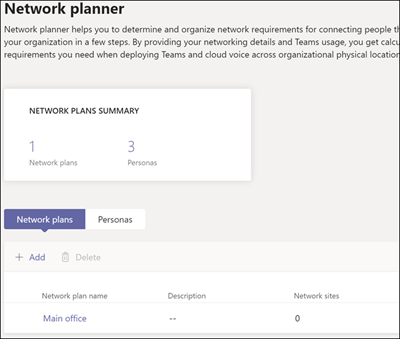 Network planner
Network planner helps you to determine and organize network requirements for connecting people th
your organization in a few steps. By providing your networking details and Teams usage, you get calcu
requirements you need when deploying Teams and cloud voice across organizational physical location
NETWORK PLANS SUMMARY
1 3
Network plans Personas
Network plans Personas
+ Add Delete
Network plan name Description Network sites
Main office -- 0